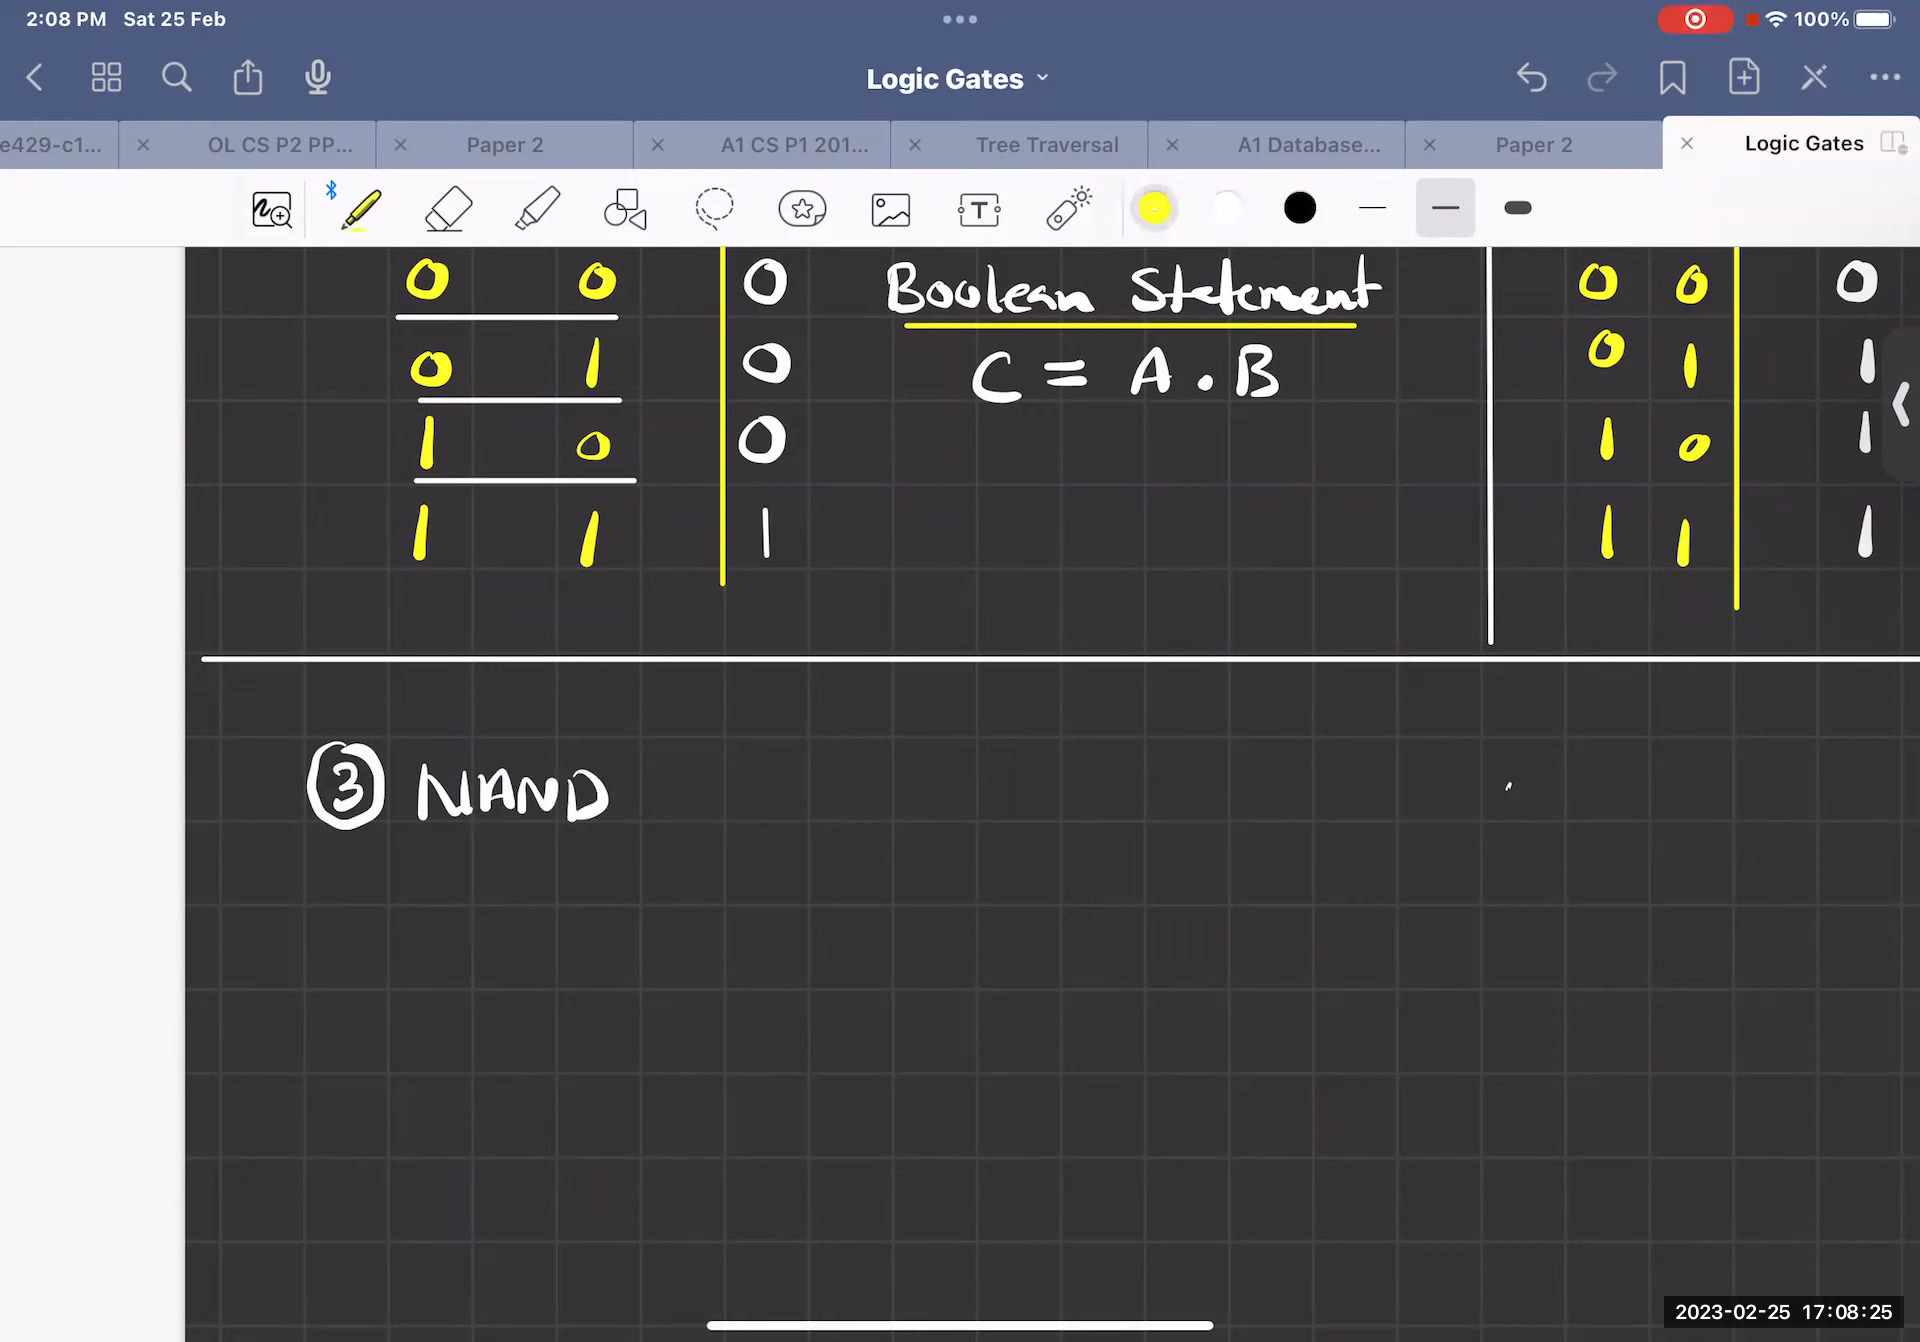 2:08 PM Sat 25 Feb
100%
Logic Gates
e429-c1...
OL CS P2 PP...
Paper 2
A1 CS P1 201...
Tree Traversal
A1 Database...
Paper 2
Logic Gates
T
0 0 0 Boolean Statement 0 0 0
0 1 0 C = A . B 0 1 1
1 0 0 1 0 1
1 1 1 1 1 1
3 NAND
2023-02-25 17:08:25